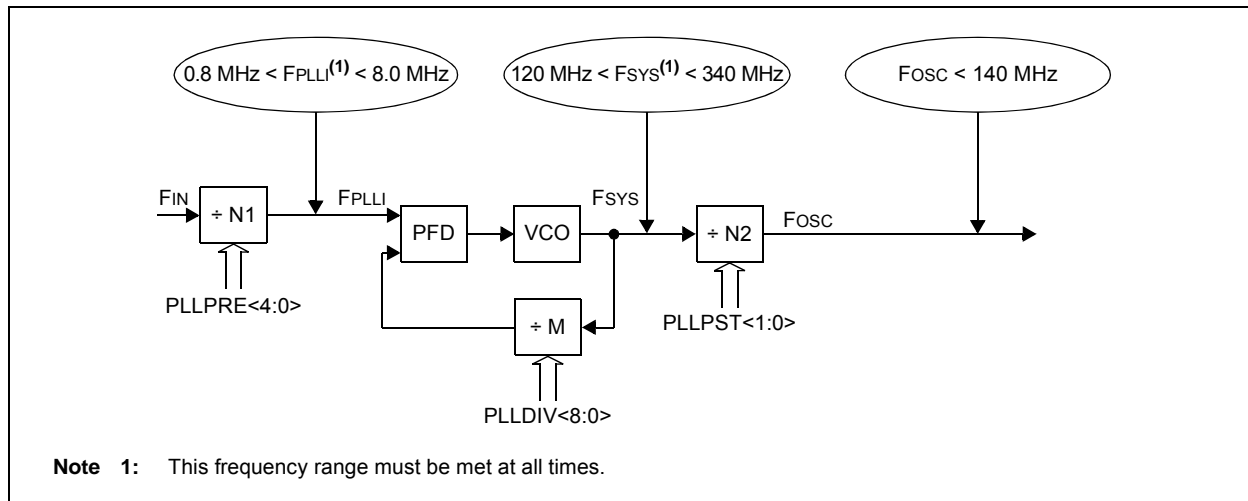 0.8 MHz < FPLLI(1) < 8.0 MHz
120 MHz < FSYS(1) < 340 MHz
FOSC < 140 MHz
FIN
÷ N1
FPLLI
PFD
VCO
FSYS
÷ N2
FOSC
PLLPRE<4:0>
÷ M
PLLPST<1:0>
PLLDIV<8:0>
Note 1: This frequency range must be met at all times.